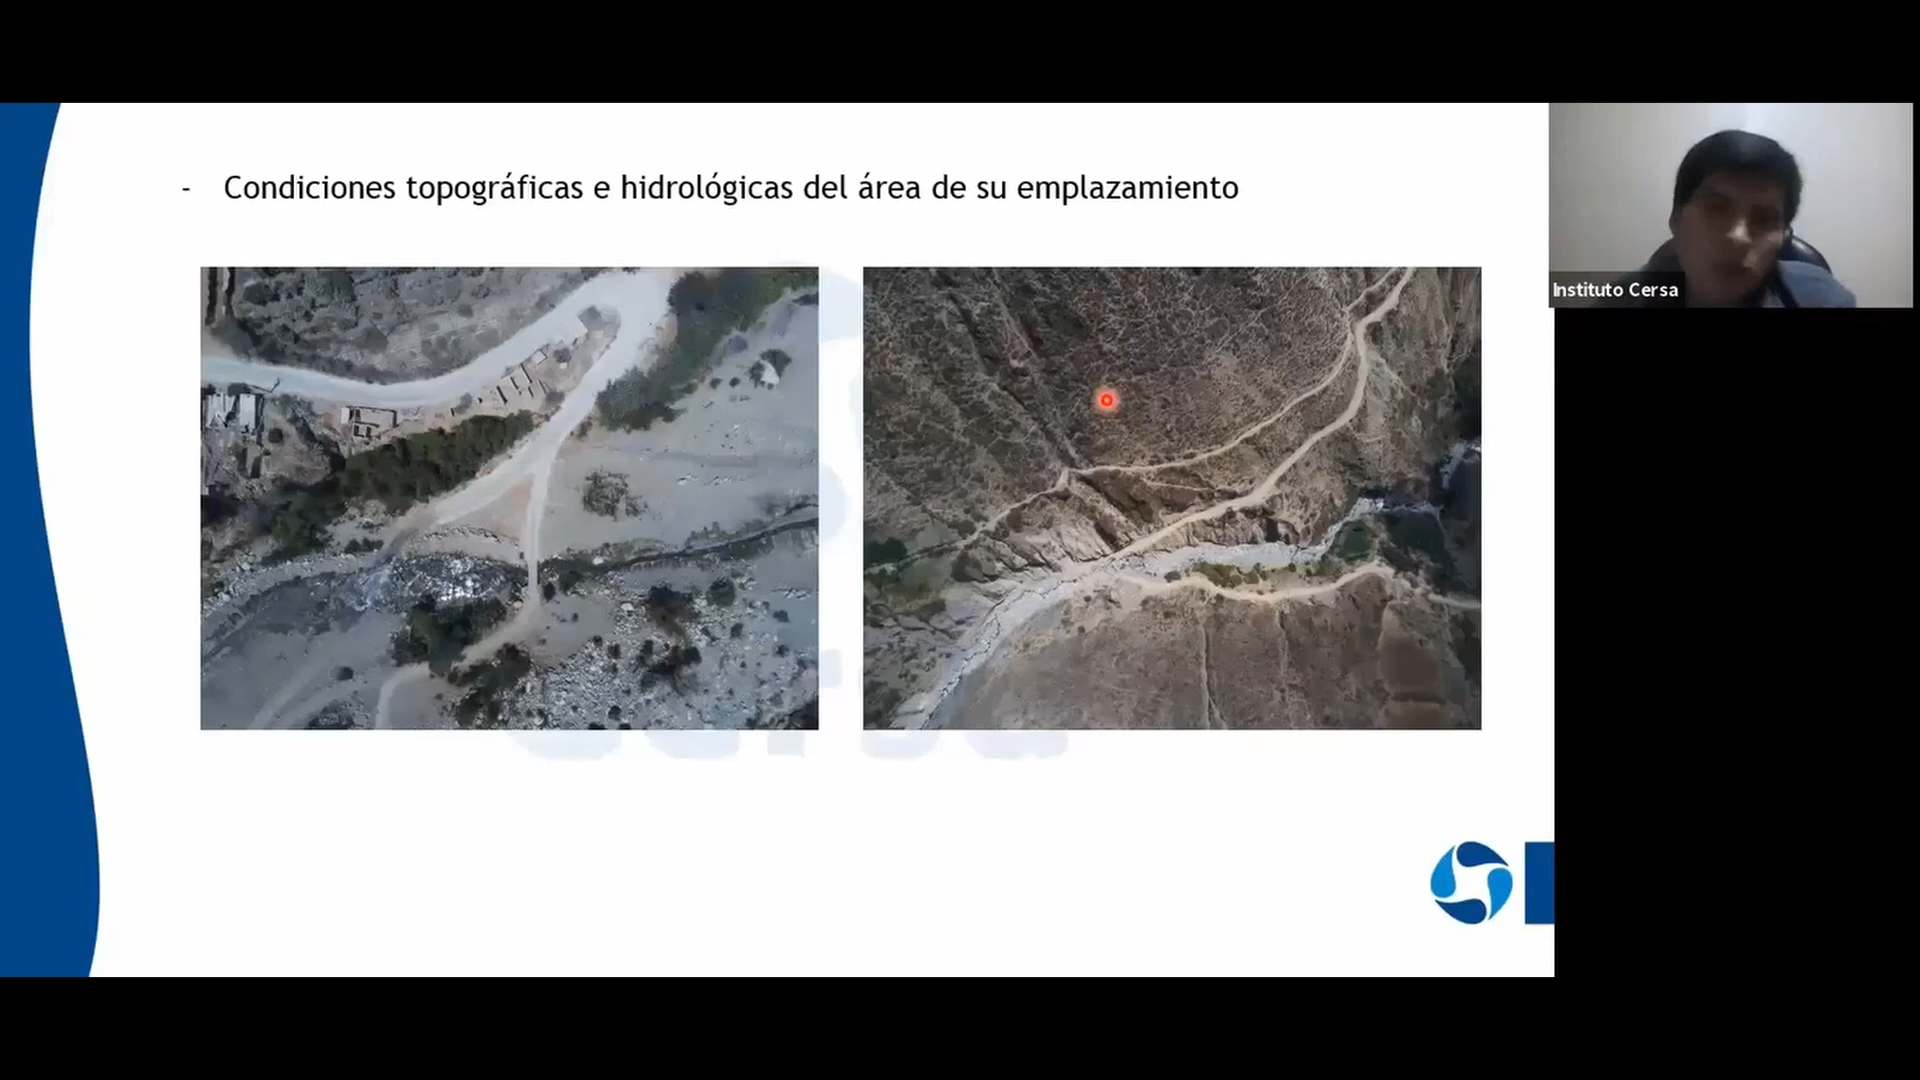 - Condiciones topográficas e hidrológicas del área de su emplazamiento
Instituto Cersa